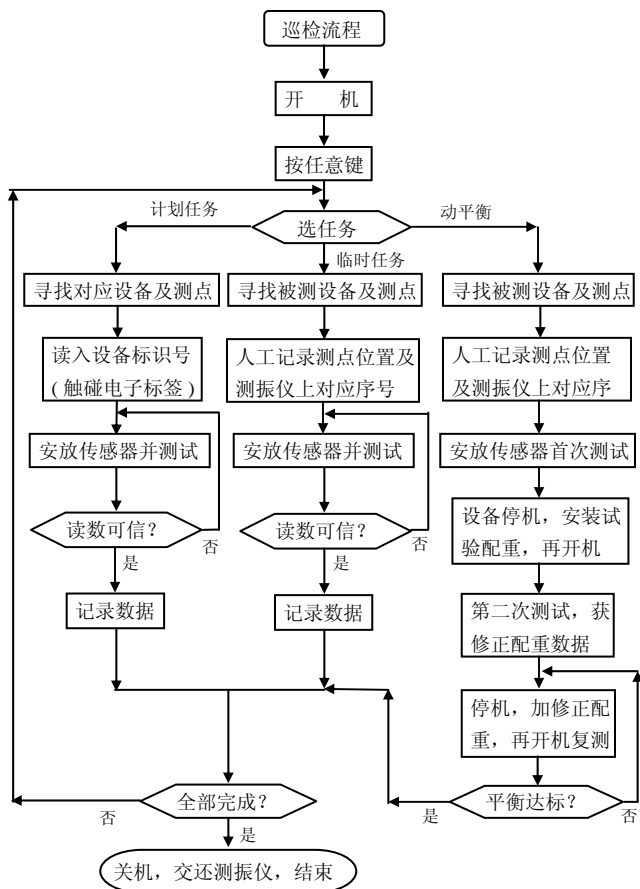 巡检流程
开 机
按任意键
计划任务
选任务
动平衡
临时任务
寻找对应设备及测点
寻找被测设备及测点
寻找被测设备及测点
读入设备标识号
(触碰电子标签)
人工记录测点位置及
测振仪上对应序号
人工记录测点位置
及测振仪上对应序
安放传感器并测试
安放传感器并测试
安放传感器首次测试
读数可信?
否
是
读数可信?
否
是
设备停机,安装试
验配重,再开机
记录数据
记录数据
第二次测试,获
修正配重数据
停机,加修正配
重,再开机复测
全部完成?
否
是
平衡达标?
是
否
关机,交还测振仪,结束